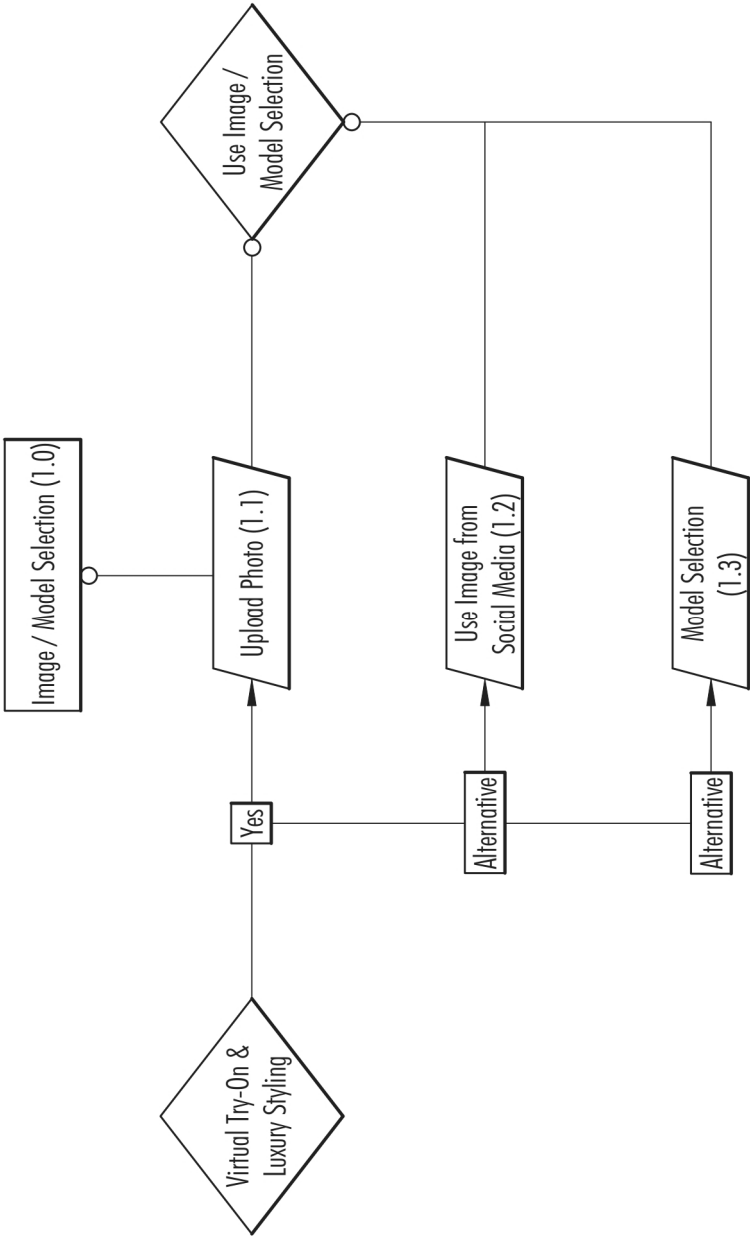 Image / Model Selection (1.0)
Virtual Try-On &
Luxury Styling
Yes
Upload Photo (1.1)
Use Image /
Model Selection
Alternative
Use Image from
Social Media (1.2)
Alternative
Model Selection
(1.3)